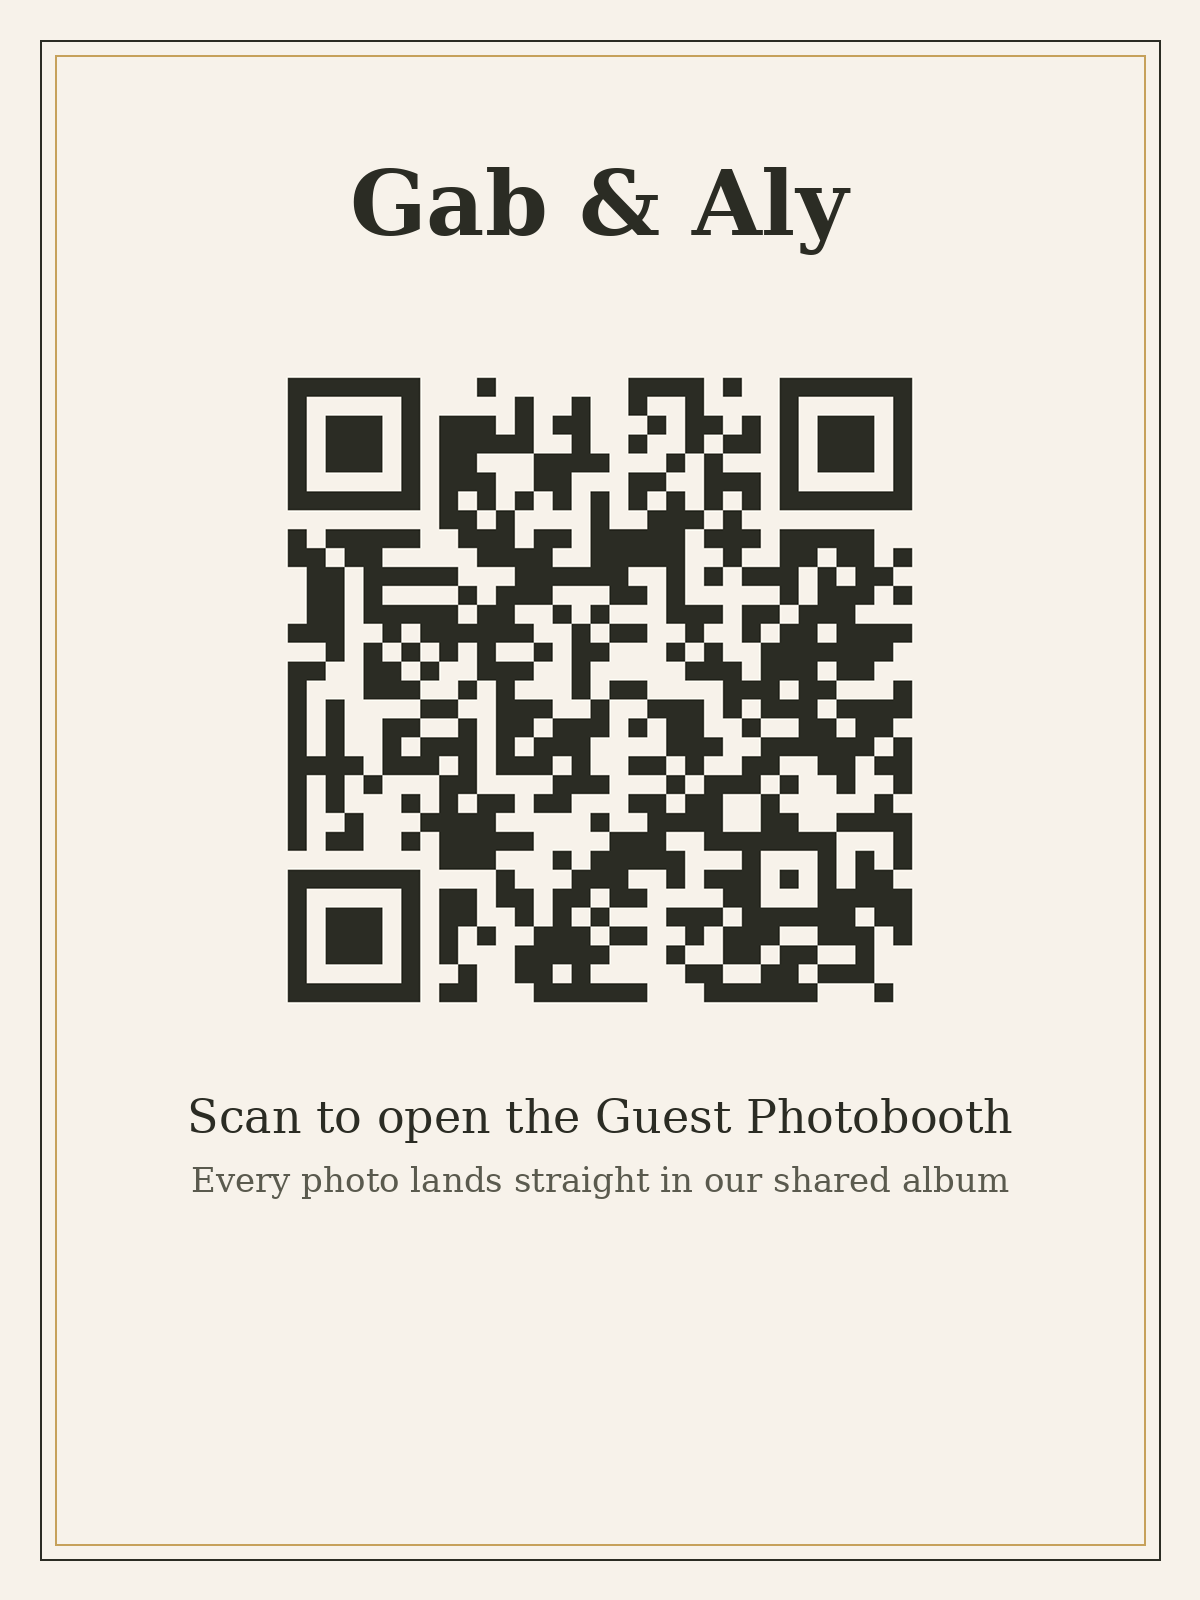 Gab & Aly
Scan to open the Guest Photobooth
Every photo lands straight in our shared album